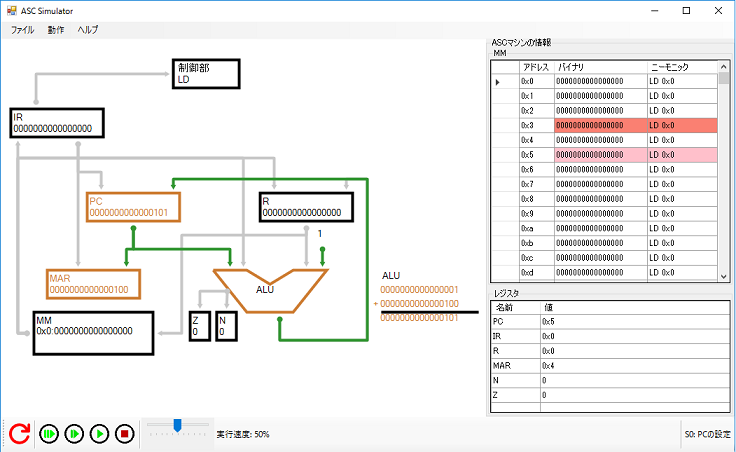 ASC Simulator
ファイル 動作 ヘルプ
制御部
LD
IR
0000000000000000
PC
0000000000000101
R
0000000000000000
1
MAR
0000000000000100
ALU
MM
0x0:0000000000000000
Z
0
N
0
ALU
0000000000000001
+ 0000000000000100
0000000000000101
ASCマシンの情報
MM
アドレス バイナリ ニーモニック
0x0 0000000000000000 LD 0x0
0x1 0000000000000000 LD 0x0
0x2 0000000000000000 LD 0x0
0x3 0000000000000000 LD 0x0
0x4 0000000000000000 LD 0x0
0x5 0000000000000000 LD 0x0
0x6 0000000000000000 LD 0x0
0x7 0000000000000000 LD 0x0
0x8 0000000000000000 LD 0x0
0x9 0000000000000000 LD 0x0
0xa 0000000000000000 LD 0x0
0xb 0000000000000000 LD 0x0
0xc 0000000000000000 LD 0x0
0xd 0000000000000000 LD 0x0
レジスタ
名前 値
PC 0x5
IR 0x0
R 0x0
MAR 0x4
N 0
Z 0
実行速度: 50%
S0: PCの設定